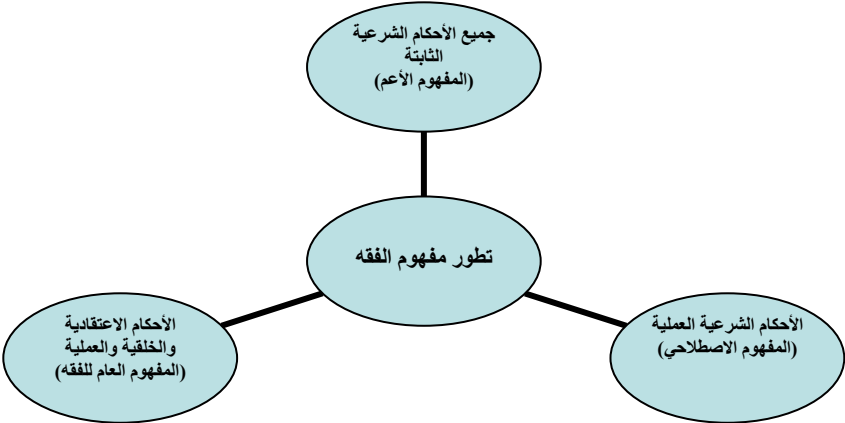 جميع الأحكام الشرعية
الثابتة
(المفهوم الأعم)
تطور مفهوم الفقه
الأحكام الشرعية العملية
(المفهوم الاصطلاحي)
الأحكام الاعتقادية
والخلقية والعملية
(المفهوم العام للفقه)